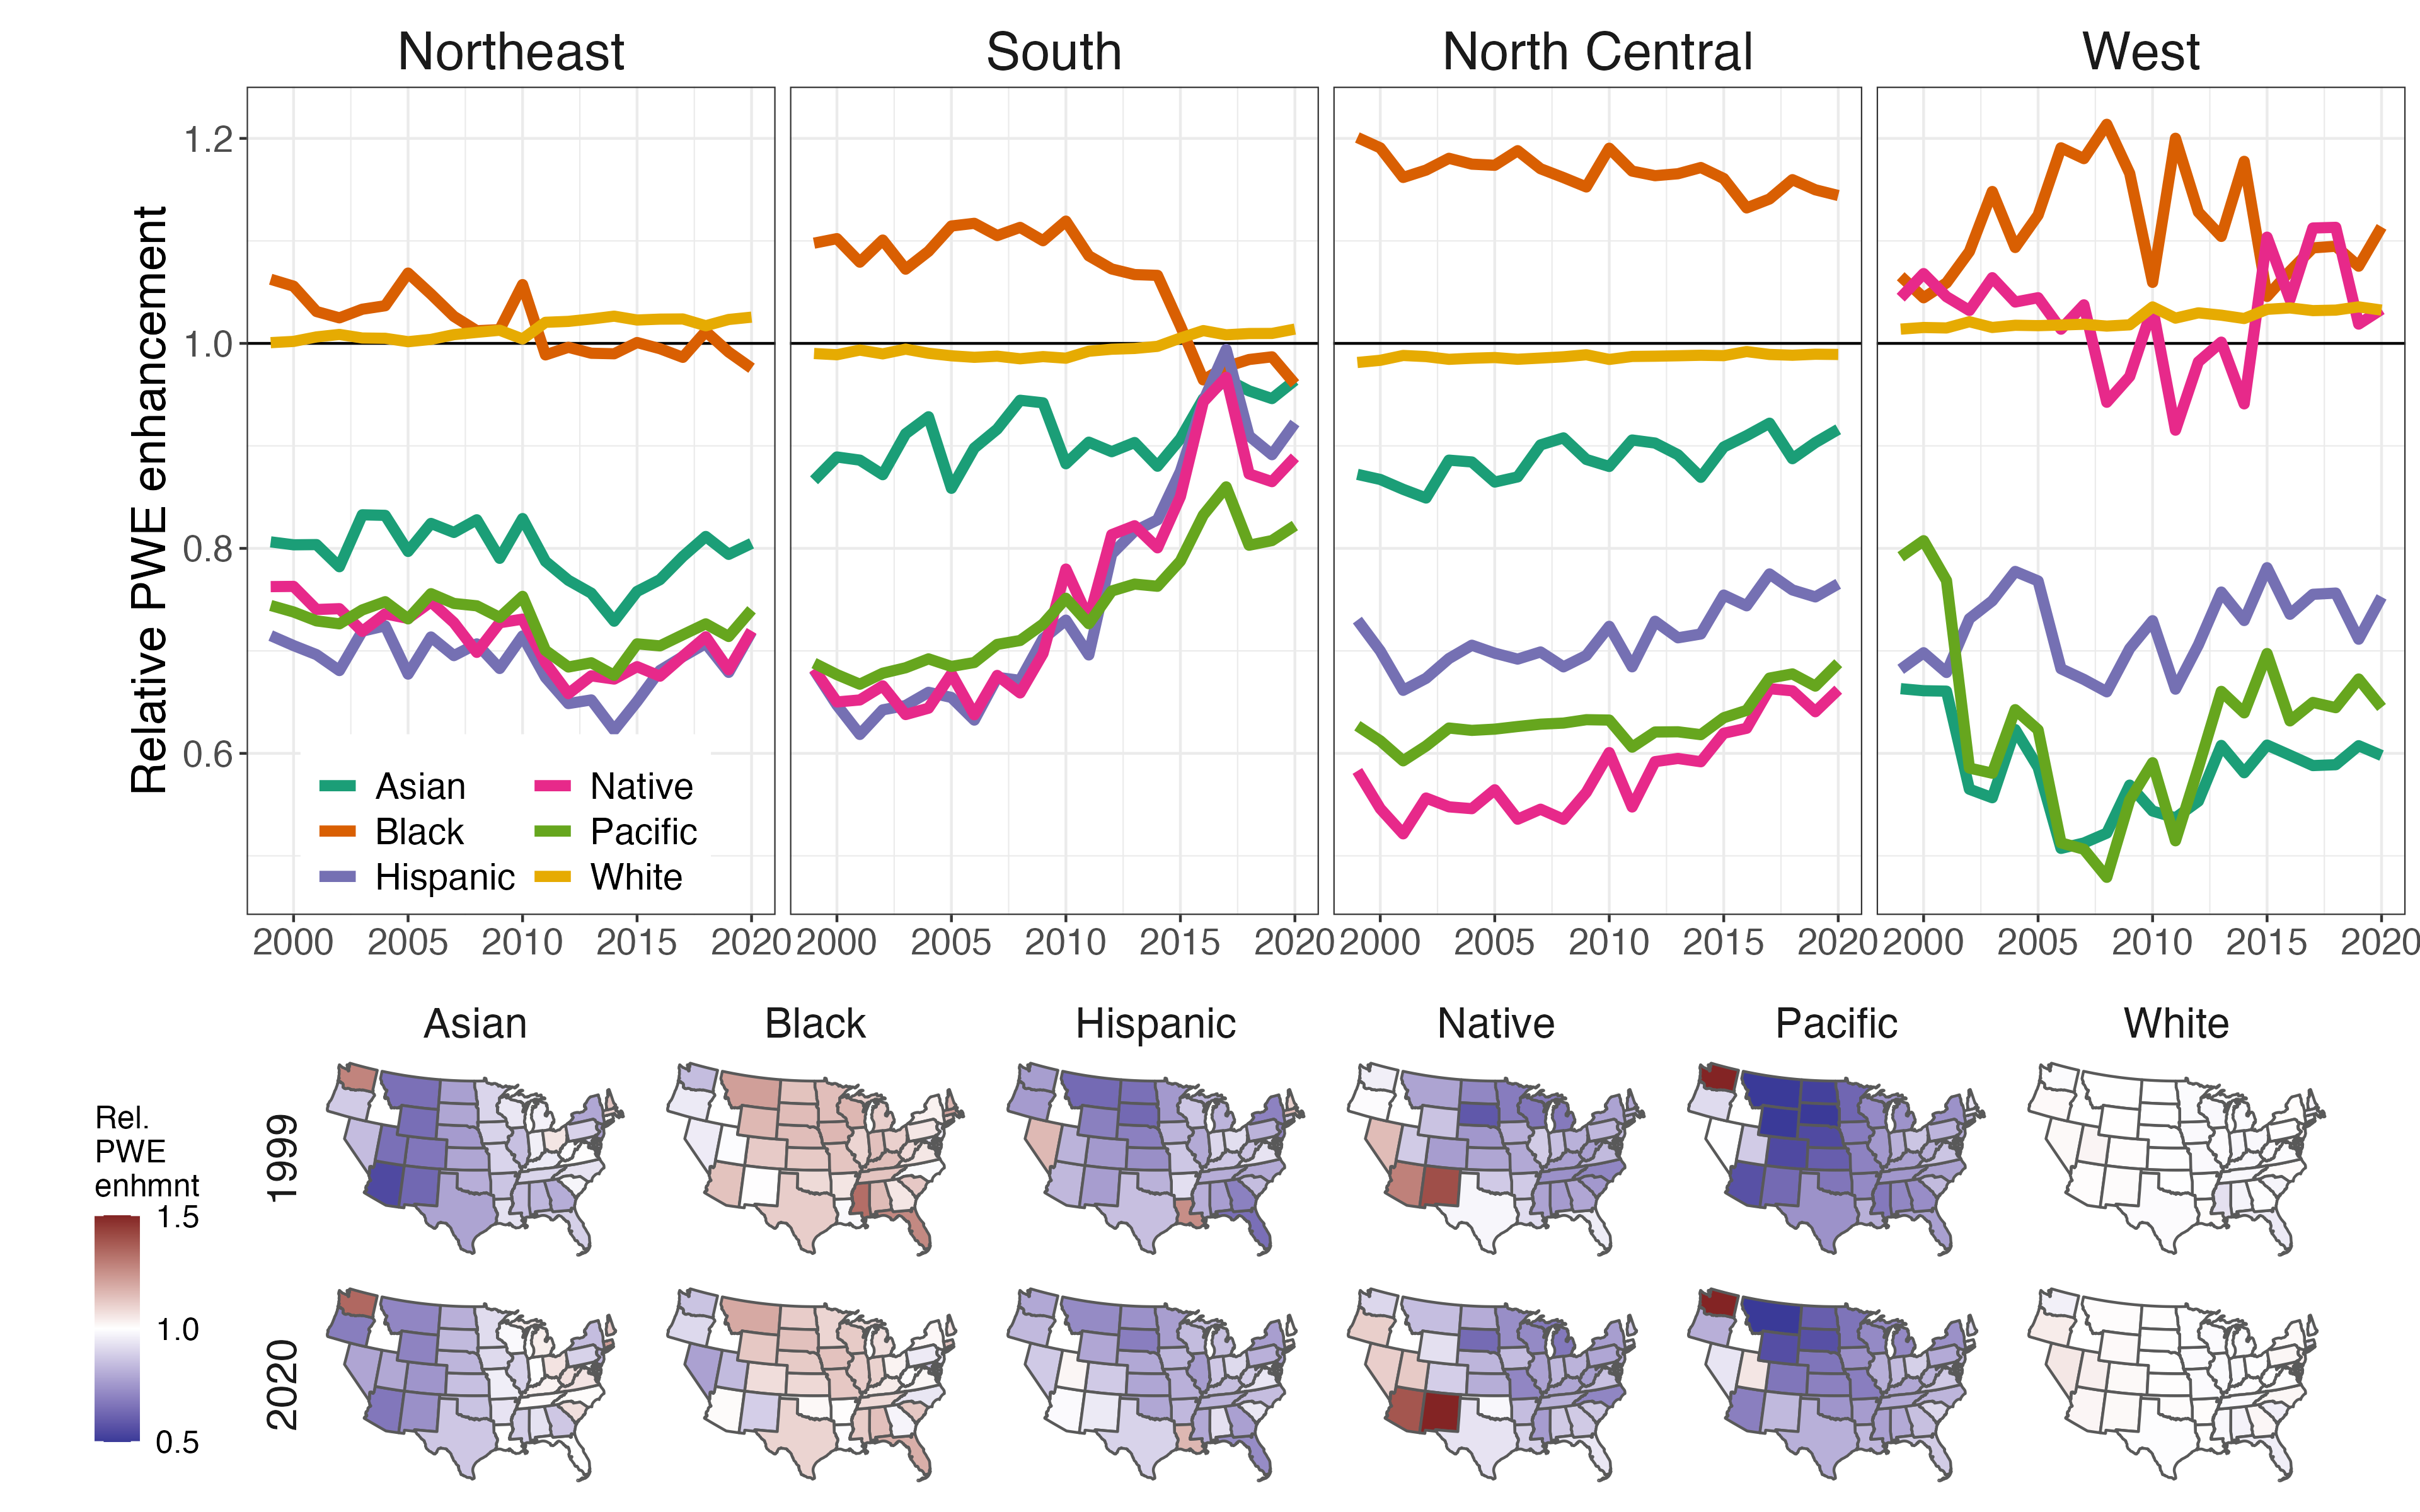 Northeast South North Central West
Relative PWE enhancement
1.2
1.0
0.8
0.6
Asian Native
Black Pacific
Hispanic White
2000 2005 2010 2015 2020 2000 2005 2010 2015 2020 2000 2005 2010 2015 2020 2000 2005 2010 2015 2020
Asian Black Hispanic Native Pacific White
1999
2020
Rel.
PWE
enhmnt
1.5
1.0
0.5